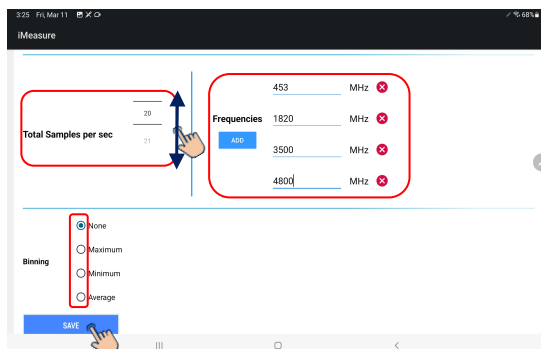 3:25 Fri, Mar 11
68%
iMeasure
453 MHz
20
Frequencies 1820 MHz
Total Samples per sec
21
ADD
3500 MHz
4800 MHz
None
Maximum
Binning
Minimum
Average
SAVE